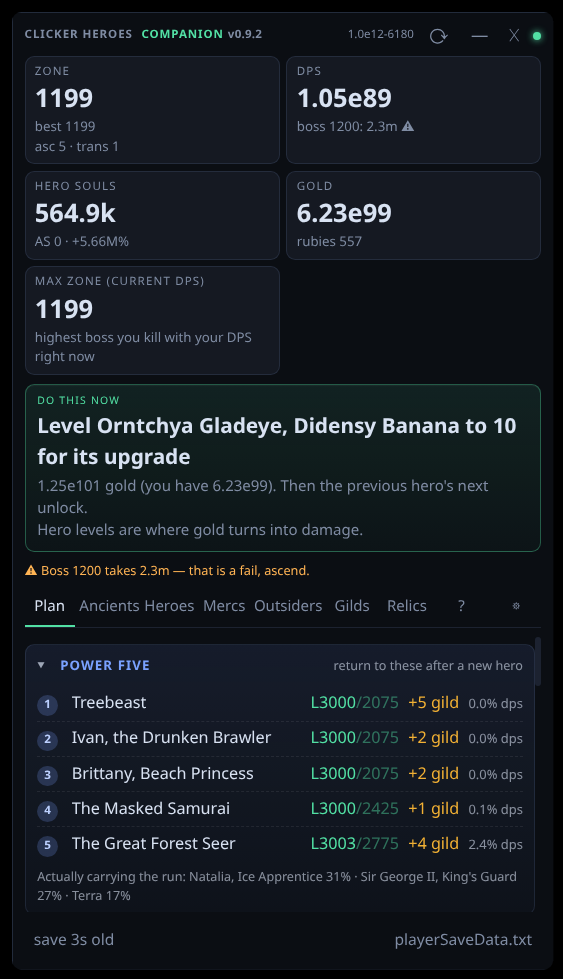 CLICKER HEROES COMPANION v0.9.2 1.0e12-6180
ZONE
1199
best 1199
asc 5 · trans 1
DPS
1.05e89
boss 1200: 2.3m ⚠
HERO SOULS
564.9k
AS 0 · +5.66M%
GOLD
6.23e99
rubies 557
MAX ZONE (CURRENT DPS)
1199
highest boss you kill with your DPS
right now
DO THIS NOW
Level Orntchya Gladeye, Didensy Banana to 10
for its upgrade
1.25e101 gold (you have 6.23e99). Then the previous hero's next
unlock.
Hero levels are where gold turns into damage.
⚠ Boss 1200 takes 2.3m — that is a fail, ascend.
Plan Ancients Heroes Mercs Outsiders Gilds Relics ?
POWER FIVE return to these after a new hero
1 Treebeast L3000/2075 +5 gild 0.0% dps
2 Ivan, the Drunken Brawler L3000/2075 +2 gild 0.0% dps
3 Brittany, Beach Princess L3000/2075 +2 gild 0.0% dps
4 The Masked Samurai L3000/2425 +1 gild 0.1% dps
5 The Great Forest Seer L3003/2775 +4 gild 2.4% dps
Actually carrying the run: Natalia, Ice Apprentice 31% · Sir George II, King's Guard
27% · Terra 17%
save 3s old playerSaveData.txt